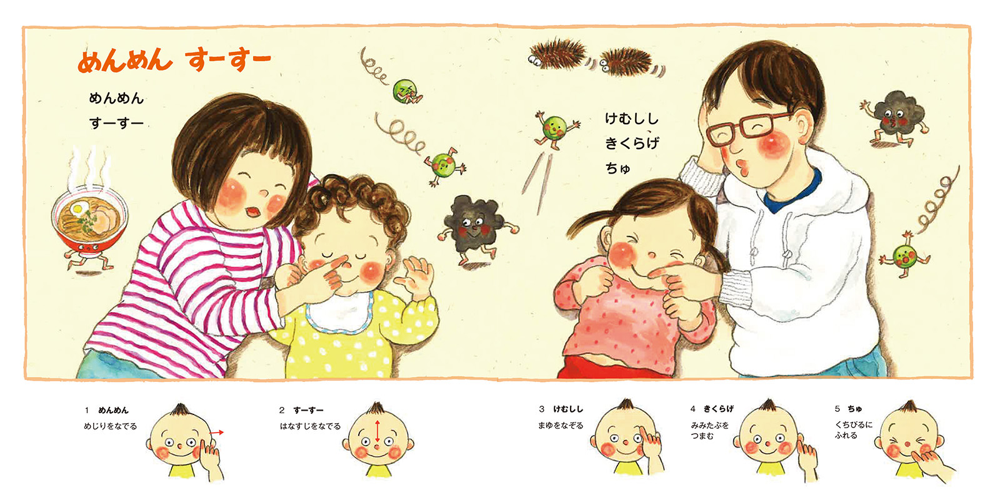 めんめん すーすー
めんめん
すーすー
けむしし
きくらげ
ちゅ
1 めんめん
めじりをなでる
2 すーすー
はなすじをなでる
3 けむしし
まゆをなぞる
4 きくらげ
みみたぶを
つまむ
5 ちゅ
くちびるに
ふれる